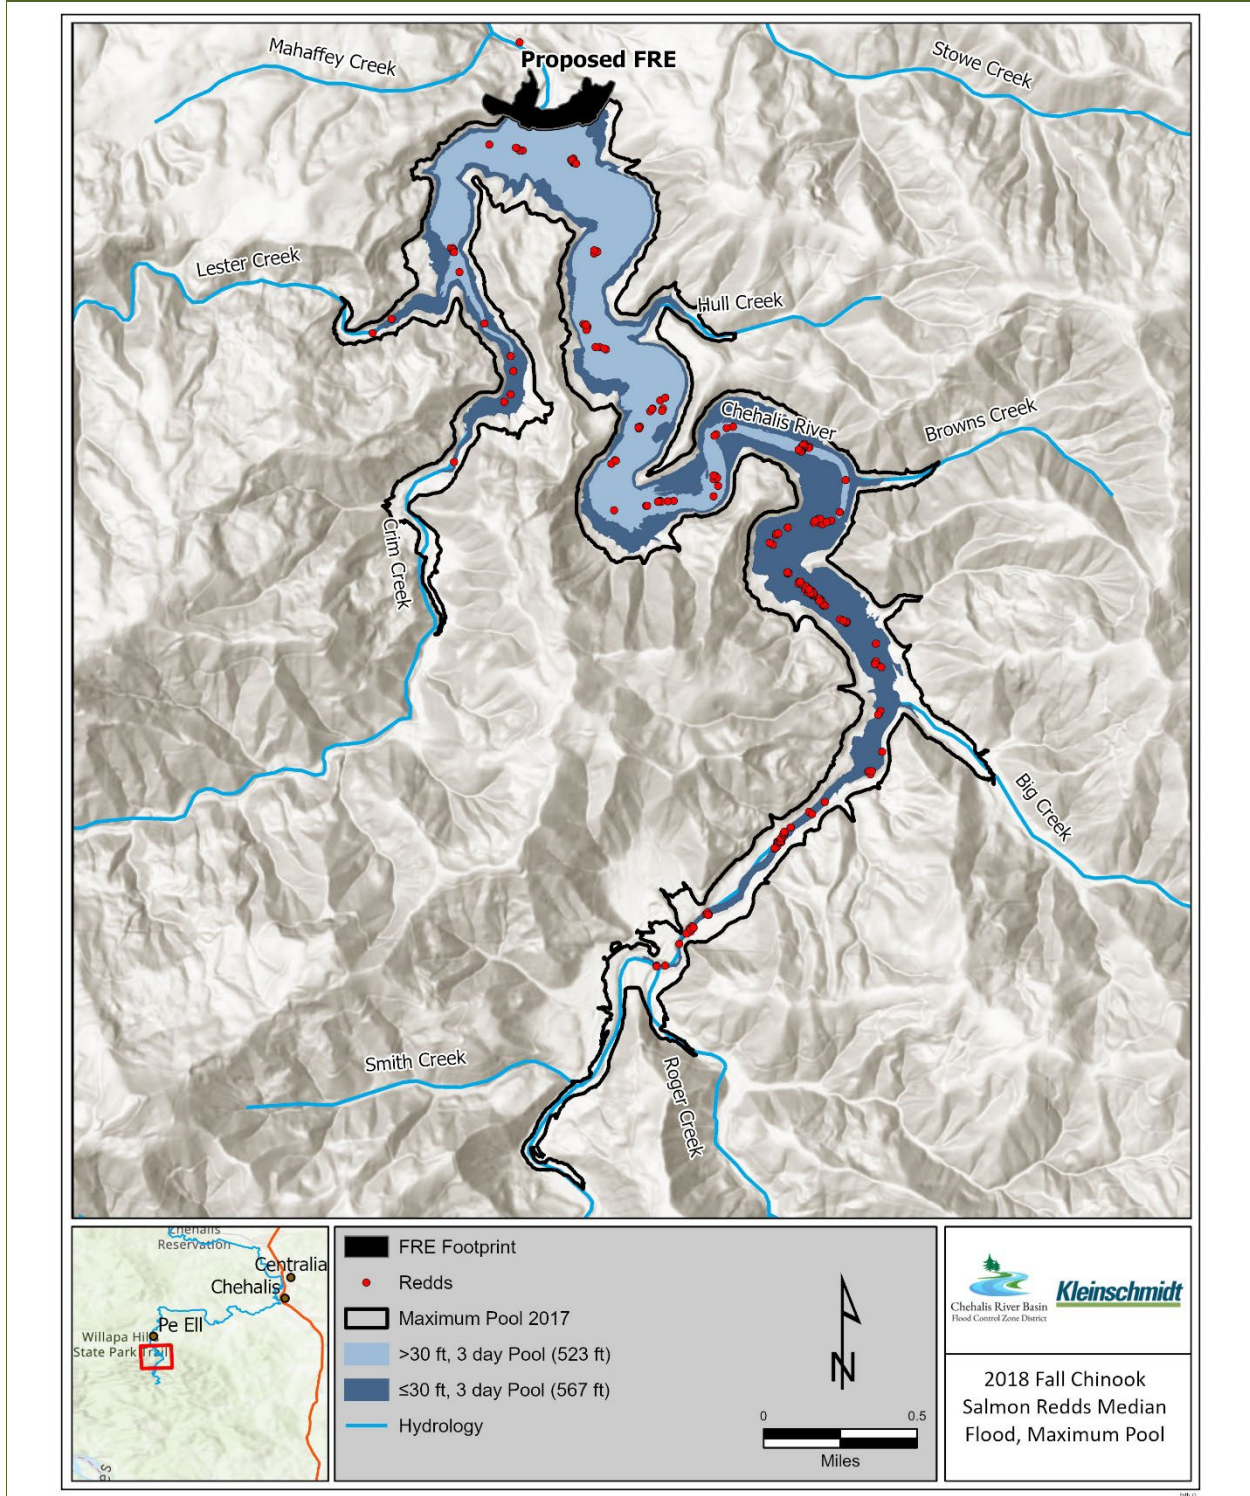 Mahaffey Creek
Proposed FRE
Stowe Creek
Lester Creek
Hull Creek
Chehalis River
Browns Creek
Crim Creek
Big Creek
Smith Creek
Roger Creek
Chehalis
Reservation
Centralia
Chehalis
Pe Ell
Willapa Hill
State Park Trail
FRE Footprint
Redds
Maximum Pool 2017
>30 ft, 3 day Pool (523 ft)
≤30 ft, 3 day Pool (567 ft)
Hydrology
N
0 0.5
Miles
Chehalis River Basin
Flood Control Zone District
Kleinschmidt
2018 Fall Chinook
Salmon Redds Median
Flood, Maximum Pool